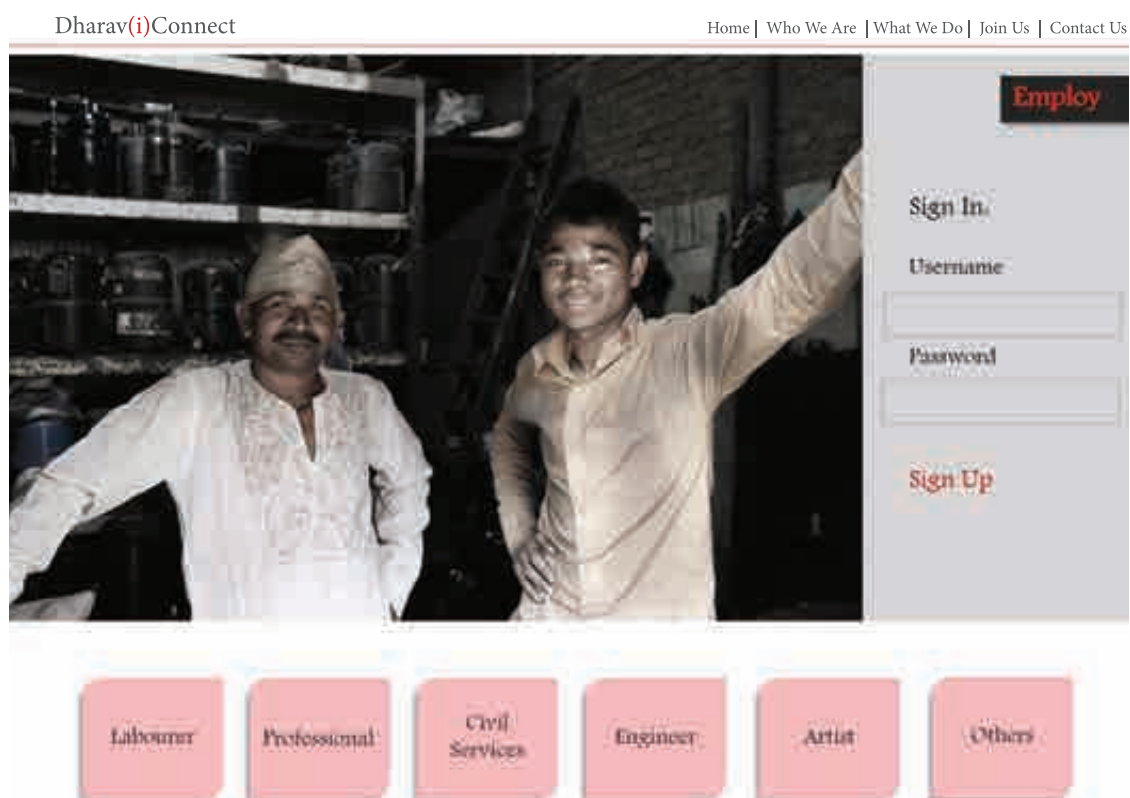 Dharav(i)Connect
Home | Who We Are | What We Do | Join Us | Contact Us
Employ
Sign In.
Username
Password
Sign Up
Labourer
Professional
Civil
Services
Engineer
Artist
Others